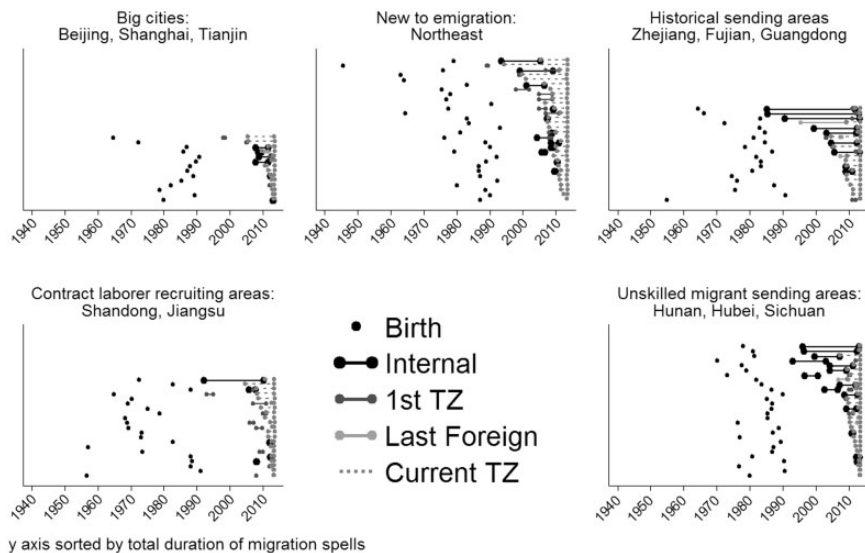 Big cities:
Beijing, Shanghai, Tianjin
New to emigration:
Northeast
Historical sending areas
Zhejiang, Fujian, Guangdong
1940 1950 1960 1970 1980 1990 2000 2010
1940 1950 1960 1970 1980 1990 2000 2010
1940 1950 1960 1970 1980 1990 2000 2010
Contract laborer recruiting areas:
Shandong, Jiangsu
Birth
Internal
1st TZ
Last Foreign
Current TZ
Unskilled migrant sending areas:
Hunan, Hubei, Sichuan
1940 1950 1960 1970 1980 1990 2000 2010
1940 1950 1960 1970 1980 1990 2000 2010
y axis sorted by total duration of migration spells